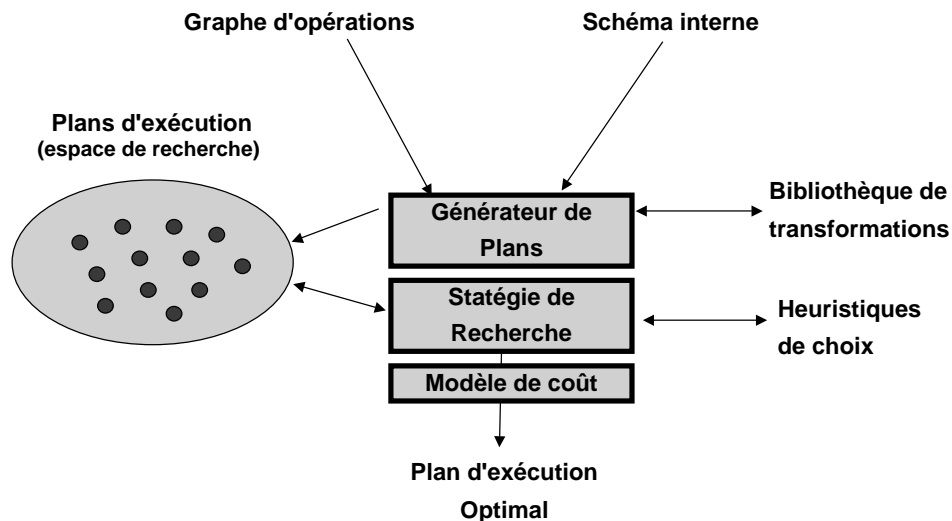 Graphe d'opérations
Schéma interne
Plans d'exécution
(espace de recherche)
Générateur de
Plans
Bibliothèque de
transformations
Statégie de
Recherche
Heuristiques
de choix
Modèle de coût
Plan d'exécution
Optimal